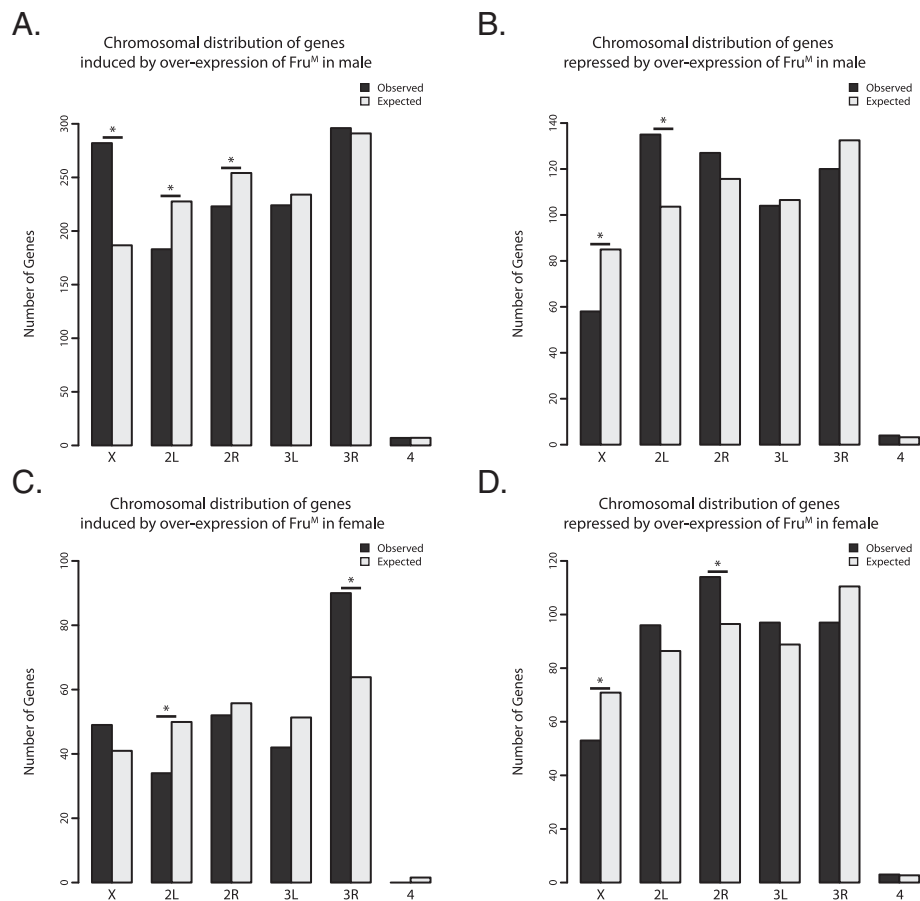 A.
Chromosomal distribution of genes
induced by over-expression of Fruᴹ in male
Observed
Expected
Number of Genes
0
50
100
150
200
250
300
*
*
*
X
2L
2R
3L
3R
4
B.
Chromosomal distribution of genes
repressed by over-expression of Fruᴹ in male
Observed
Expected
Number of Genes
0
20
40
60
80
100
120
140
*
*
X
2L
2R
3L
3R
4
C.
Chromosomal distribution of genes
induced by over-expression of Fruᴹ in female
Observed
Expected
Number of Genes
0
20
40
60
80
100
*
*
X
2L
2R
3L
3R
4
D.
Chromosomal distribution of genes
repressed by over-expression of Fruᴹ in female
Observed
Expected
Number of Genes
0
20
40
60
80
100
120
*
*
X
2L
2R
3L
3R
4